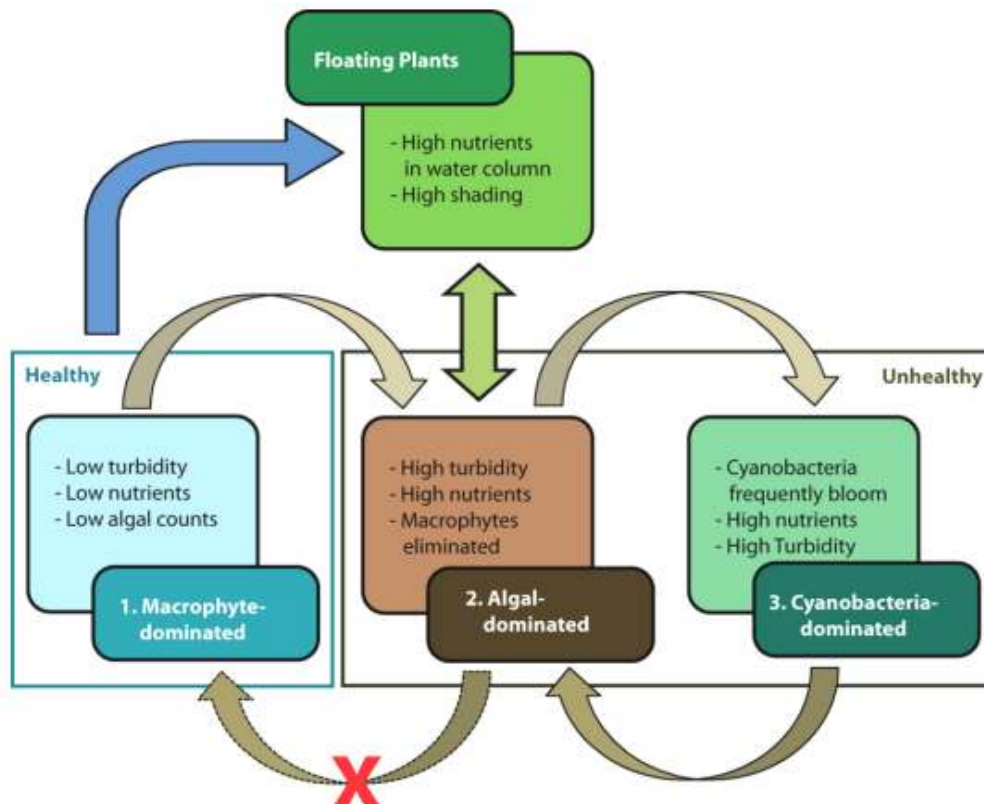 Floating Plants
- High nutrients
in water column
- High shading
Healthy
- Low turbidity
- Low nutrients
- Low algal counts
1. Macrophyte-
dominated
Unhealthy
- High turbidity
- High nutrients
- Macrophytes
eliminated
2. Algal-
dominated
- Cyanobacteria
frequently bloom
- High nutrients
- High Turbidity
3. Cyanobacteria-
dominated
X